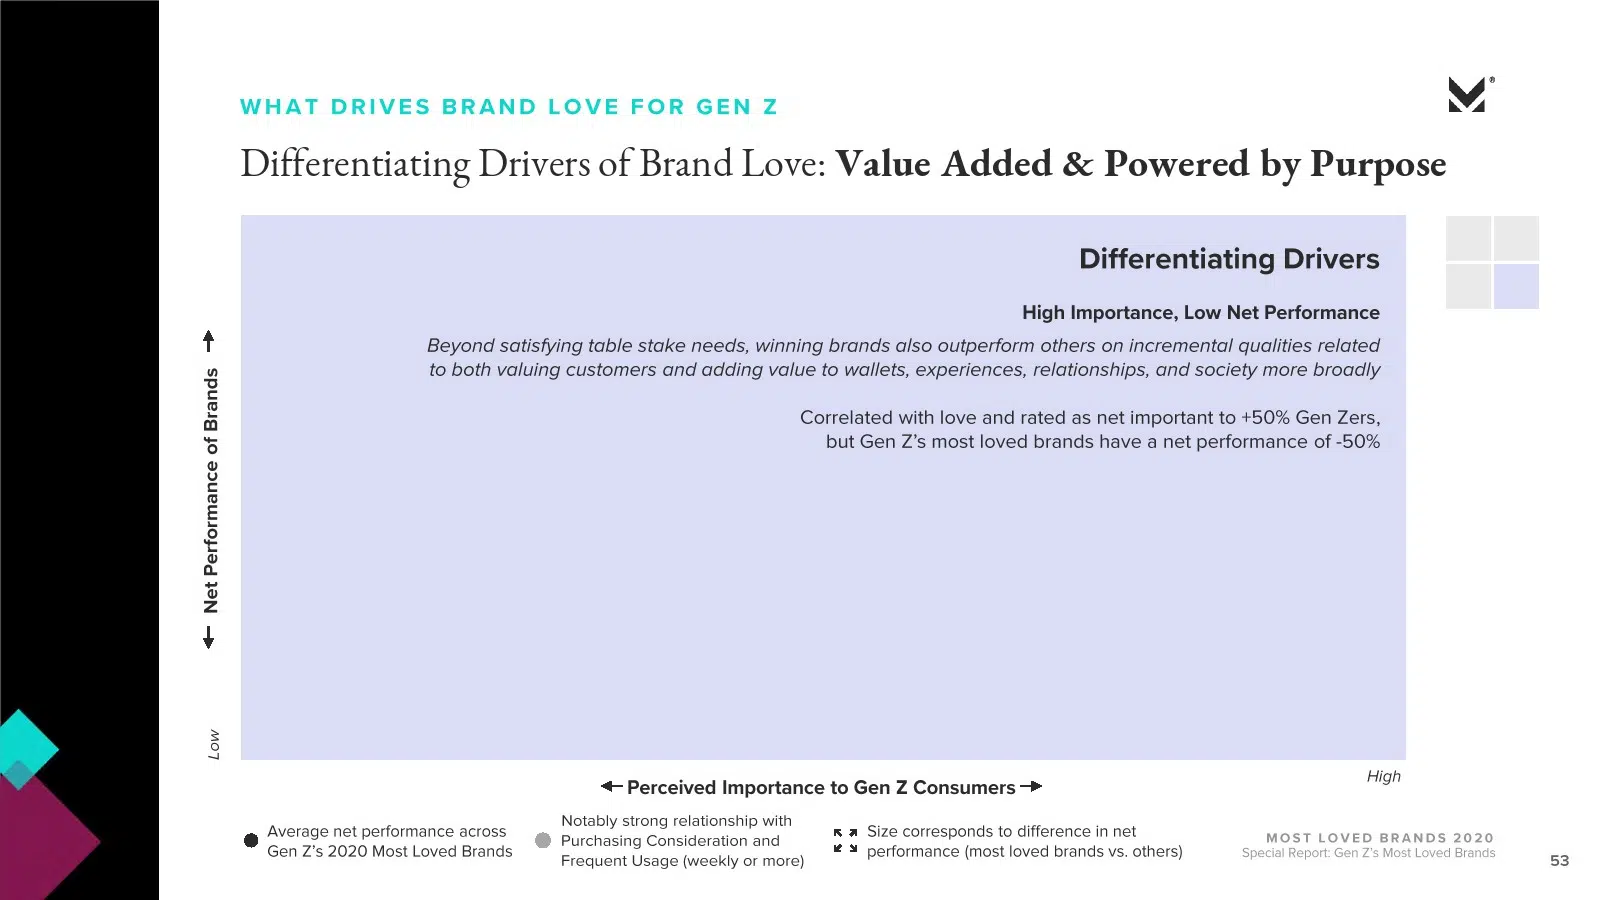 WHAT DRIVES BRAND LOVE FOR GEN Z
®
Differentiating Drivers of Brand Love: Value Added & Powered by Purpose
Differentiating Drivers
High Importance, Low Net Performance
Beyond satisfying table stake needs, winning brands also outperform others on incremental qualities related
to both valuing customers and adding value to wallets, experiences, relationships, and society more broadly
Correlated with love and rated as net important to +50% Gen Zers,
but Gen Z’s most loved brands have a net performance of -50%
Net Performance of Brands
Low
Perceived Importance to Gen Z Consumers
High
Average net performance across
Gen Z’s 2020 Most Loved Brands
Notably strong relationship with
Purchasing Consideration and
Frequent Usage (weekly or more)
Size corresponds to difference in net
performance (most loved brands vs. others)
MOST LOVED BRANDS 2020
Special Report: Gen Z’s Most Loved Brands
53